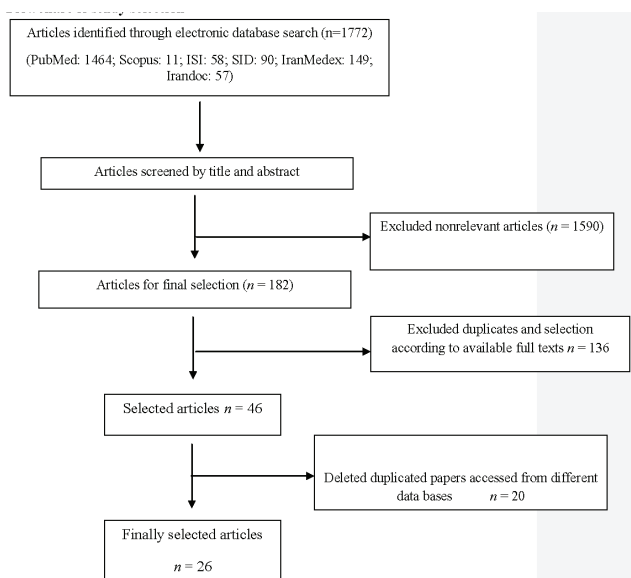 Articles identified through electronic database search (n=1772)
(PubMed: 1464; Scopus: 11; ISI: 58; SID: 90; IranMedex: 149;
Irandoc: 57)
Articles screened by title and abstract
Excluded nonrelevant articles (n = 1590)
Articles for final selection (n = 182)
Excluded duplicates and selection
according to available full texts n = 136
Selected articles n = 46
Deleted duplicated papers accessed from different
data bases n = 20
Finally selected articles
n = 26